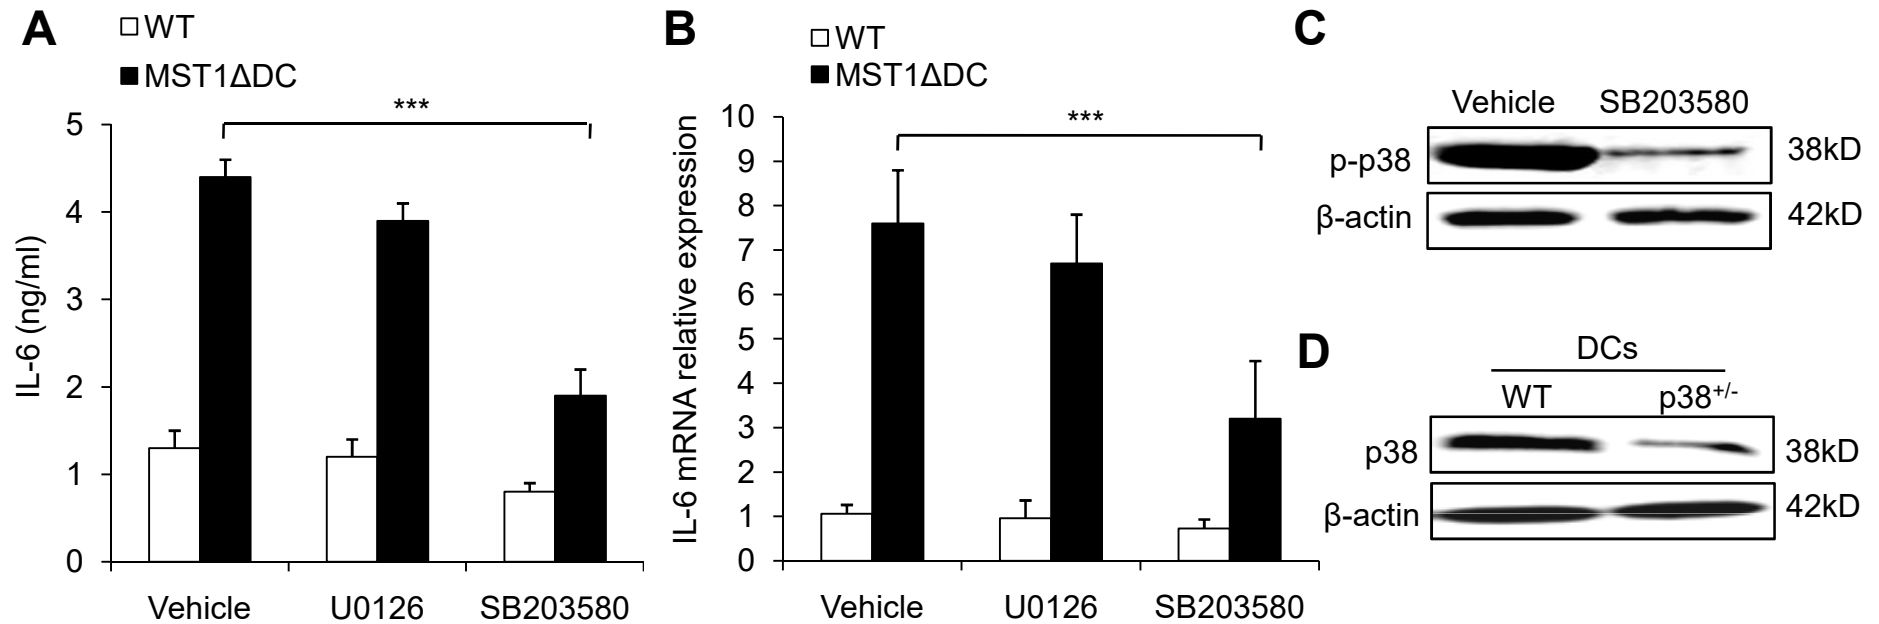 A
WT
MST1ΔDC
***
IL-6 (ng/ml)
5
4
3
2
1
0
Vehicle U0126 SB203580
B
WT
MST1ΔDC
***
IL-6 mRNA relative expression
10
9
8
7
6
5
4
3
2
1
0
Vehicle U0126 SB203580
C
Vehicle SB203580
p-p38 38kD
β-actin 42kD
D
DCs
WT p38+/-
p38 38kD
β-actin 42kD